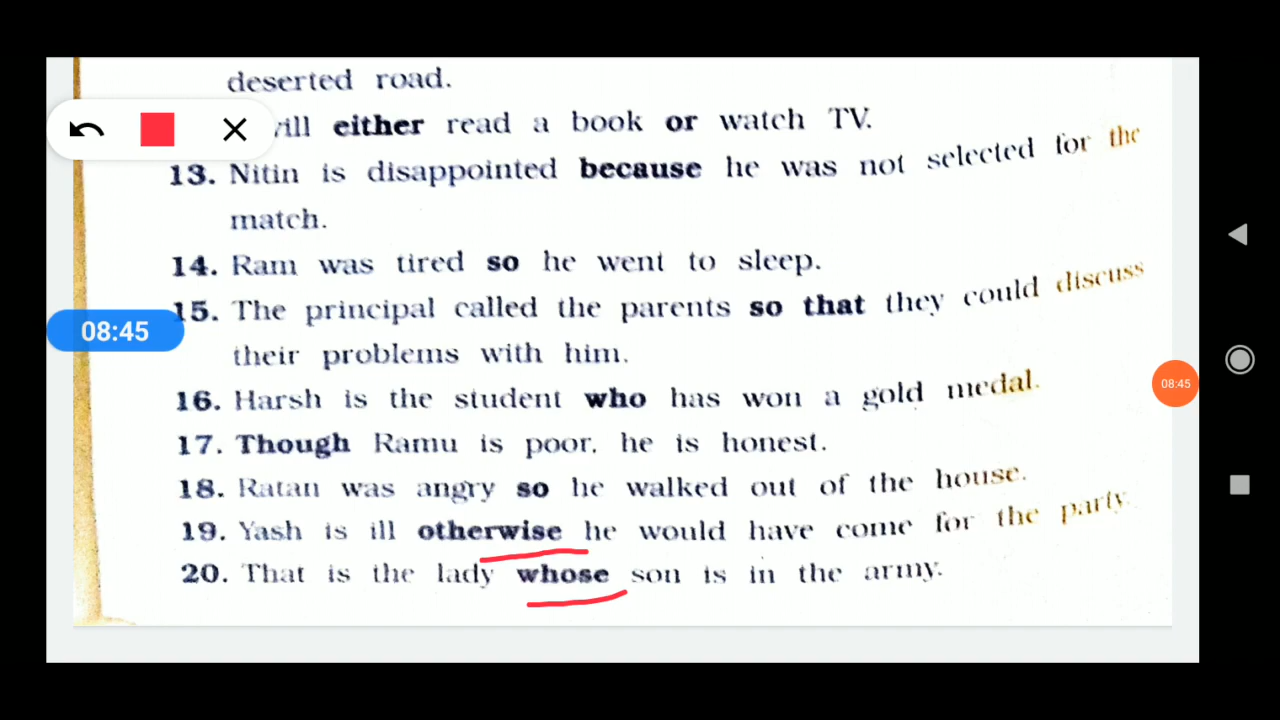 deserted road.
ill either read a book or watch TV.
13. Nitin is disappointed because he was not selected for the
match.
14. Ram was tired so he went to sleep.
08:45
15. The principal called the parents so that they could discuss
their problems with him.
08:45
16. Harsh is the student who has won a gold medal.
17. Though Ramu is poor, he is honest.
18. Ratan was angry so he walked out of the house.
19. Yash is ill otherwise he would have come for the party.
20. That is the lady whose son is in the army.